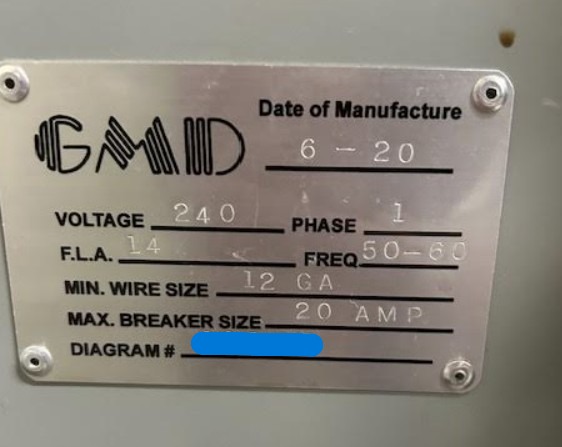 GMD
Date of Manufacture
6 - 20
VOLTAGE 240 PHASE 1
F.L.A. 14 FREQ 50-60
MIN. WIRE SIZE 12 GA
MAX. BREAKER SIZE 20 AMP
DIAGRAM #